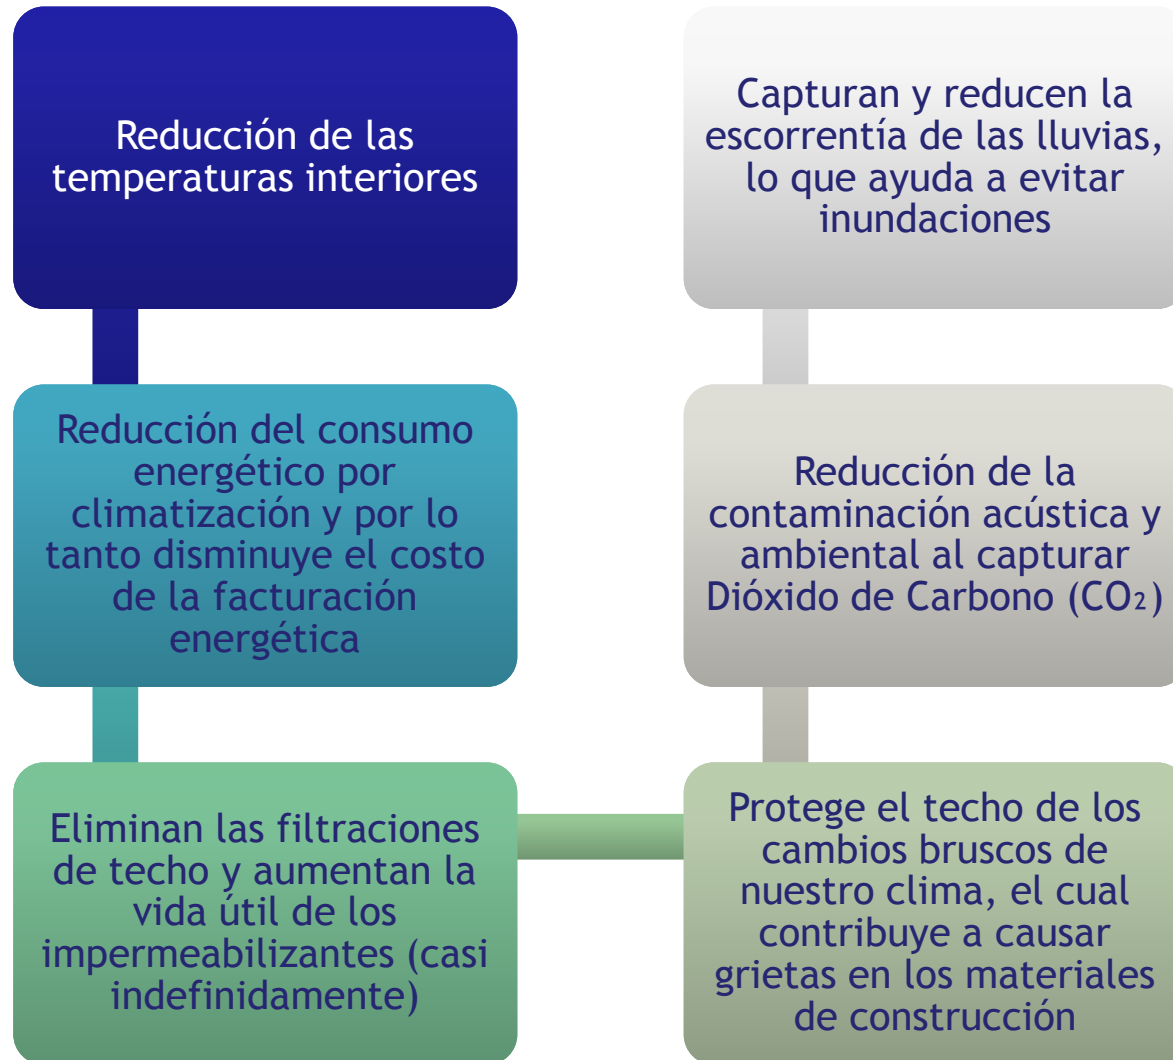 Reducción de las
temperaturas interiores
Reducción del consumo
energético por
climatización y por lo
tanto disminuye el costo
de la facturación
energética
Eliminan las filtraciones
de techo y aumentan la
vida útil de los
impermeabilizantes (casi
indefinidamente)
Protege el techo de los
cambios bruscos de
nuestro clima, el cual
contribuye a causar
grietas en los materiales
de construcción
Reducción de la
contaminación acústica y
ambiental al capturar
Dióxido de Carbono (CO₂)
Capturan y reducen la
escorrentía de las lluvias,
lo que ayuda a evitar
inundaciones